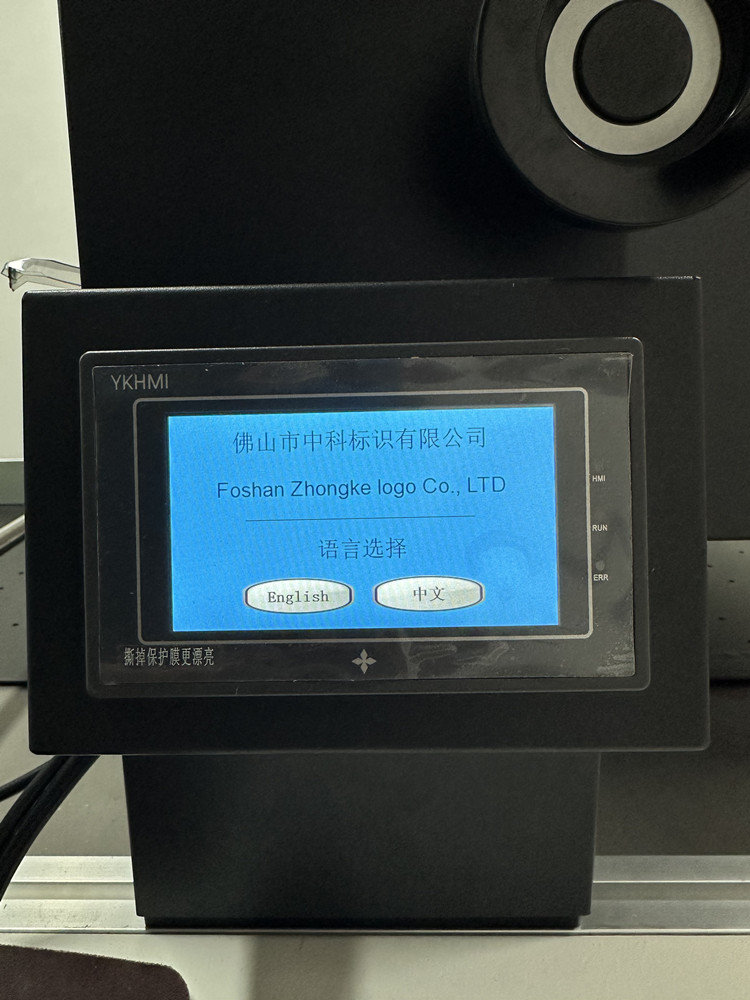 YKHMI
佛山市中科标识有限公司
Foshan Zhongke logo Co., LTD
语言选择
English
中文
HMI
RUN
ERR
撕掉保护膜更漂亮